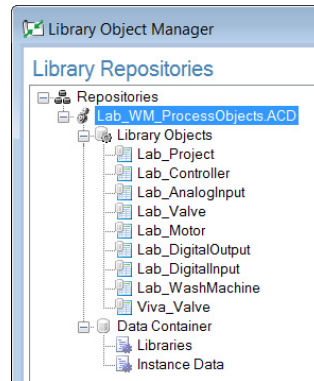 Library Object Manager
Library Repositories
Repositories
Lab_WM_ProcessObjects.ACD
Library Objects
Lab_Project
Lab_Controller
Lab_AnalogInput
Lab_Valve
Lab_Motor
Lab_DigitalOutput
Lab_DigitalInput
Lab_WashMachine
Viva_Valve
Data Container
Libraries
Instance Data